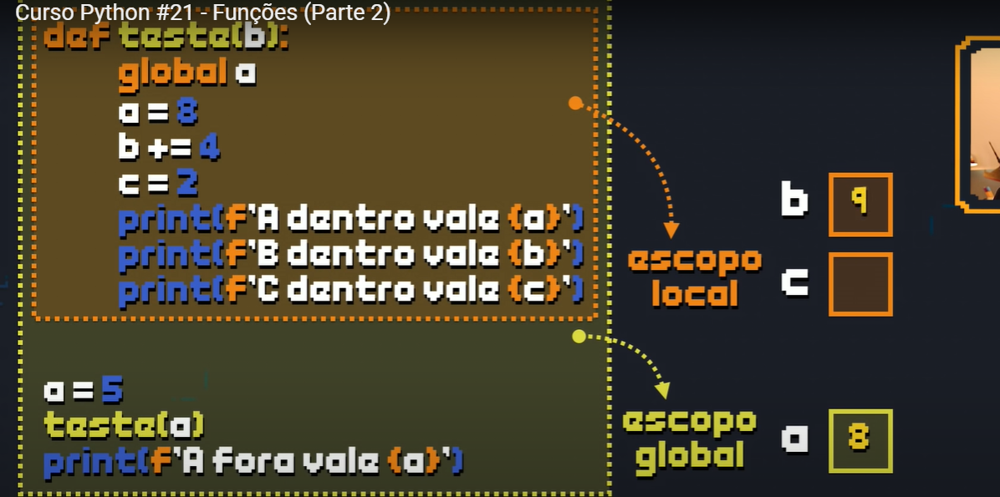 Curso Python #21 - Funções (Parte 2)
def teste(b):
global a
a = 8
b += 4
c = 2
print(f'A dentro vale {a}')
print(f'B dentro vale {b}')
print(f'C dentro vale {c}')
a = 5
teste(a)
print(f'A fora vale {a}')
b 9
escopo
local
c
escopo
global
a 8